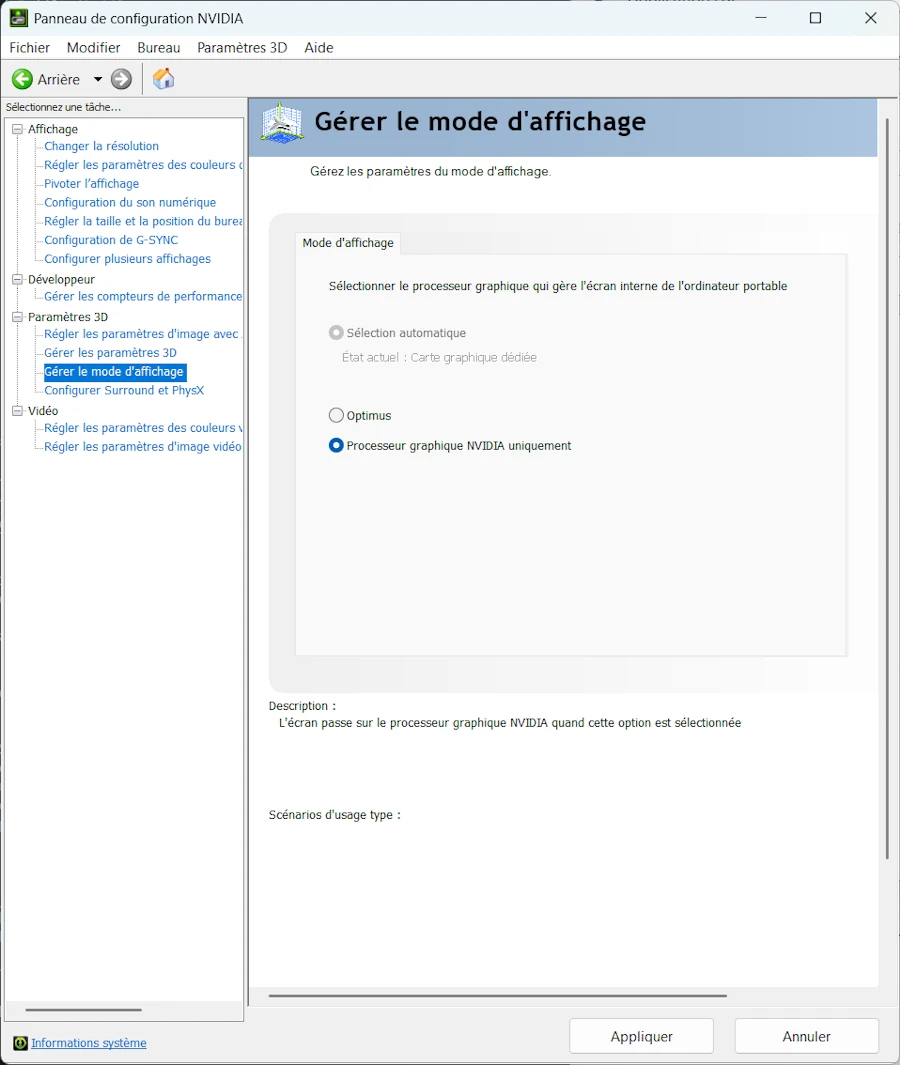 Panneau de configuration NVIDIA
Fichier Modifier Bureau Paramètres 3D Aide
Arrière
Sélectionnez une tâche...
Affichage
Changer la résolution
Régler les paramètres des couleurs
Pivoter l'affichage
Configuration du son numérique
Régler la taille et la position du burea
Configuration de G-SYNC
Configurer plusieurs affichages
Développeur
Gérer les compteurs de performance
Paramètres 3D
Régler les paramètres d'image avec
Gérer les paramètres 3D
Gérer le mode d'affichage
Configurer Surround et PhysX
Vidéo
Régler les paramètres des couleurs v
Régler les paramètres d'image vidéo
Informations système
Gérer le mode d'affichage
Gérez les paramètres du mode d'affichage.
Mode d'affichage
Sélectionner le processeur graphique qui gère l'écran interne de l'ordinateur portable
Sélection automatique
État actuel : Carte graphique dédiée
Optimus
Processeur graphique NVIDIA uniquement
Description :
L'écran passe sur le processeur graphique NVIDIA quand cette option est sélectionnée
Scénarios d'usage type :
Appliquer Annuler